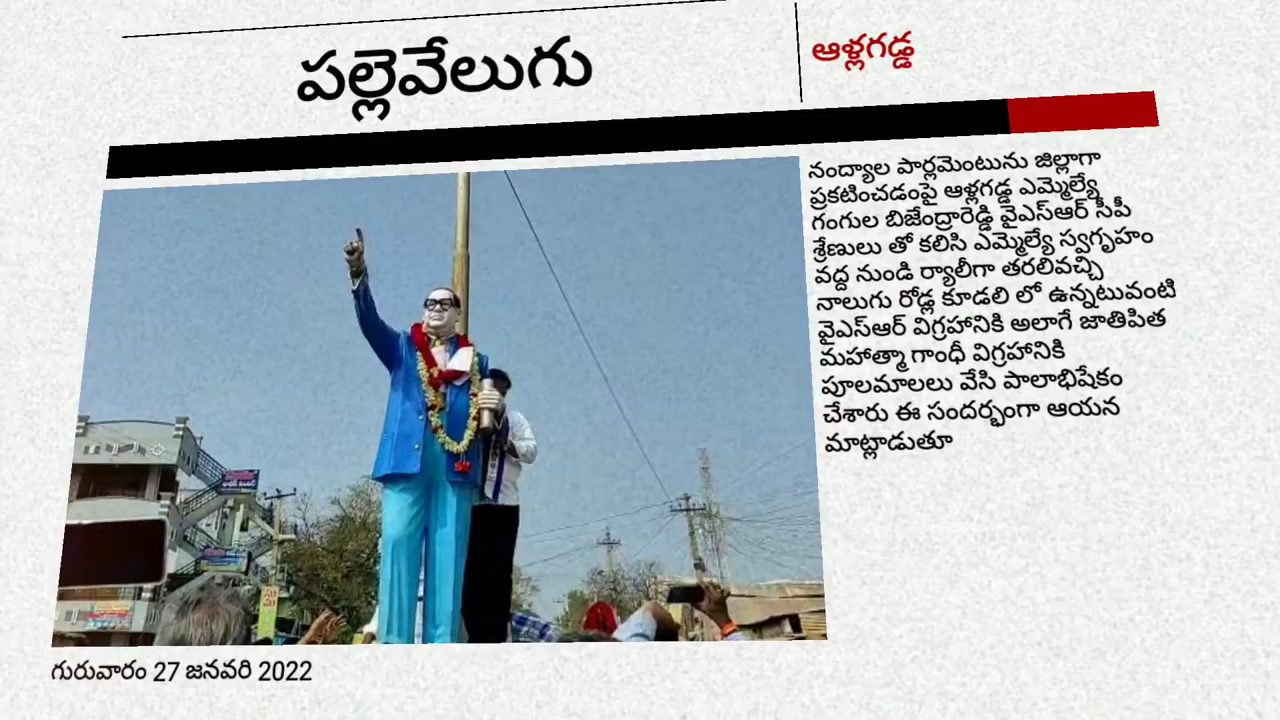 పల్లెవేలుగు
ఆళ్లగడ్డ
నంద్యాల పార్లమెంటును జిల్లాగా
ప్రకటించడంపై ఆళ్లగడ్డ ఎమ్మెల్యే
గంగుల బిజేంద్రారెడ్డి వైఎస్ఆర్ సీపీ
శ్రేణులు తో కలిసి ఎమ్మెల్యే స్వగృహం
వద్ద నుండి ర్యాలీగా తరలివచ్చి
నాలుగు రోడ్ల కూడలి లో ఉన్నటువంటి
వైఎస్ఆర్ విగ్రహానికి అలాగే జాతిపిత
మహాత్మా గాంధీ విగ్రహానికి
పూలమాలలు వేసి పాలాభిషేకం
చేశారు ఈ సందర్భంగా ఆయన
మాట్లాడుతూ
గురువారం 27 జనవరి 2022